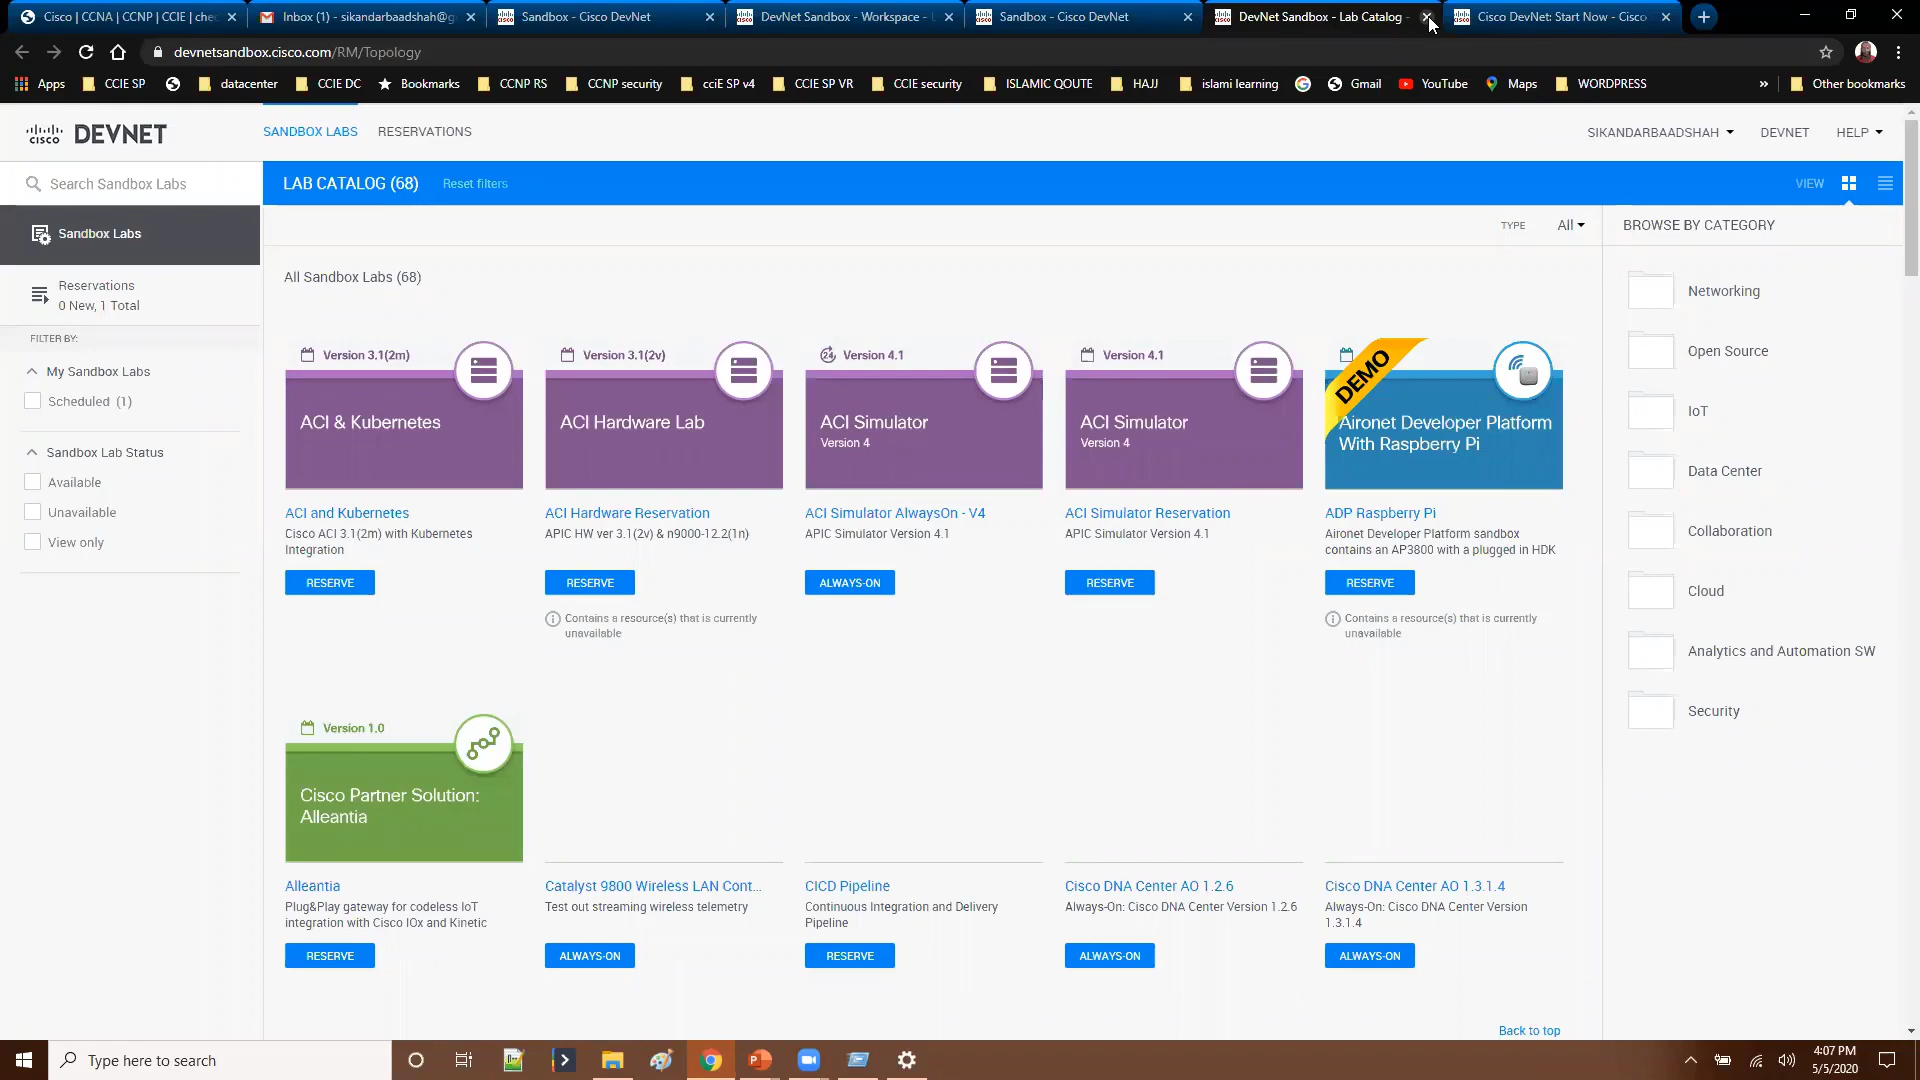 Cisco | CCNA | CCNP | CCIE | che
Inbox (1) - sikandarbaadshah@g
Sandbox - Cisco DevNet
DevNet Sandbox - Workspace - L
Sandbox - Cisco DevNet
DevNet Sandbox - Lab Catalog -
Cisco DevNet: Start Now - Cisco
devnetsandbox.cisco.com/RM/Topology
Apps
CCIE SP
datacenter
CCIE DC
Bookmarks
CCNP RS
CCNP security
cciE SP v4
CCIE SP VR
CCIE security
ISLAMIC QOUTE
HAJJ
islami learning
Gmail
YouTube
Maps
WORDPRESS
»
Other bookmarks
cisco DEVNET
SANDBOX LABS
RESERVATIONS
SIKANDARBAADSHAH
DEVNET
HELP
Search Sandbox Labs
LAB CATALOG (68)
Reset filters
VIEW
Sandbox Labs
TYPE
All
BROWSE BY CATEGORY
Reservations
0 New, 1 Total
FILTER BY:
My Sandbox Labs
Scheduled (1)
Sandbox Lab Status
Available
Unavailable
View only
All Sandbox Labs (68)
Version 3.1(2m)
ACI & Kubernetes
ACI and Kubernetes
Cisco ACI 3.1(2m) with Kubernetes
Integration
RESERVE
Version 3.1(2v)
ACI Hardware Lab
ACI Hardware Reservation
APIC HW ver 3.1(2v) & n9000-12.2(1n)
RESERVE
Contains a resource(s) that is currently
unavailable
24
Version 4.1
ACI Simulator
Version 4
ACI Simulator AlwaysOn - V4
APIC Simulator Version 4.1
ALWAYS-ON
Version 4.1
ACI Simulator
Version 4
ACI Simulator Reservation
APIC Simulator Version 4.1
RESERVE
DEMO
Aironet Developer Platform
With Raspberry Pi
ADP Raspberry Pi
Aironet Developer Platform sandbox
contains an AP3800 with a plugged in HDK
RESERVE
Contains a resource(s) that is currently
unavailable
Version 1.0
Cisco Partner Solution:
Alleantia
Alleantia
Plug&Play gateway for codeless IoT
integration with Cisco IOx and Kinetic
RESERVE
Catalyst 9800 Wireless LAN Cont...
Test out streaming wireless telemetry
ALWAYS-ON
CICD Pipeline
Continuous Integration and Delivery
Pipeline
RESERVE
Cisco DNA Center AO 1.2.6
Always-On: Cisco DNA Center Version 1.2.6
ALWAYS-ON
Cisco DNA Center AO 1.3.1.4
Always-On: Cisco DNA Center Version
1.3.1.4
ALWAYS-ON
Back to top
Networking
Open Source
IoT
Data Center
Collaboration
Cloud
Analytics and Automation SW
Security
Type here to search
4:07 PM
5/5/2020